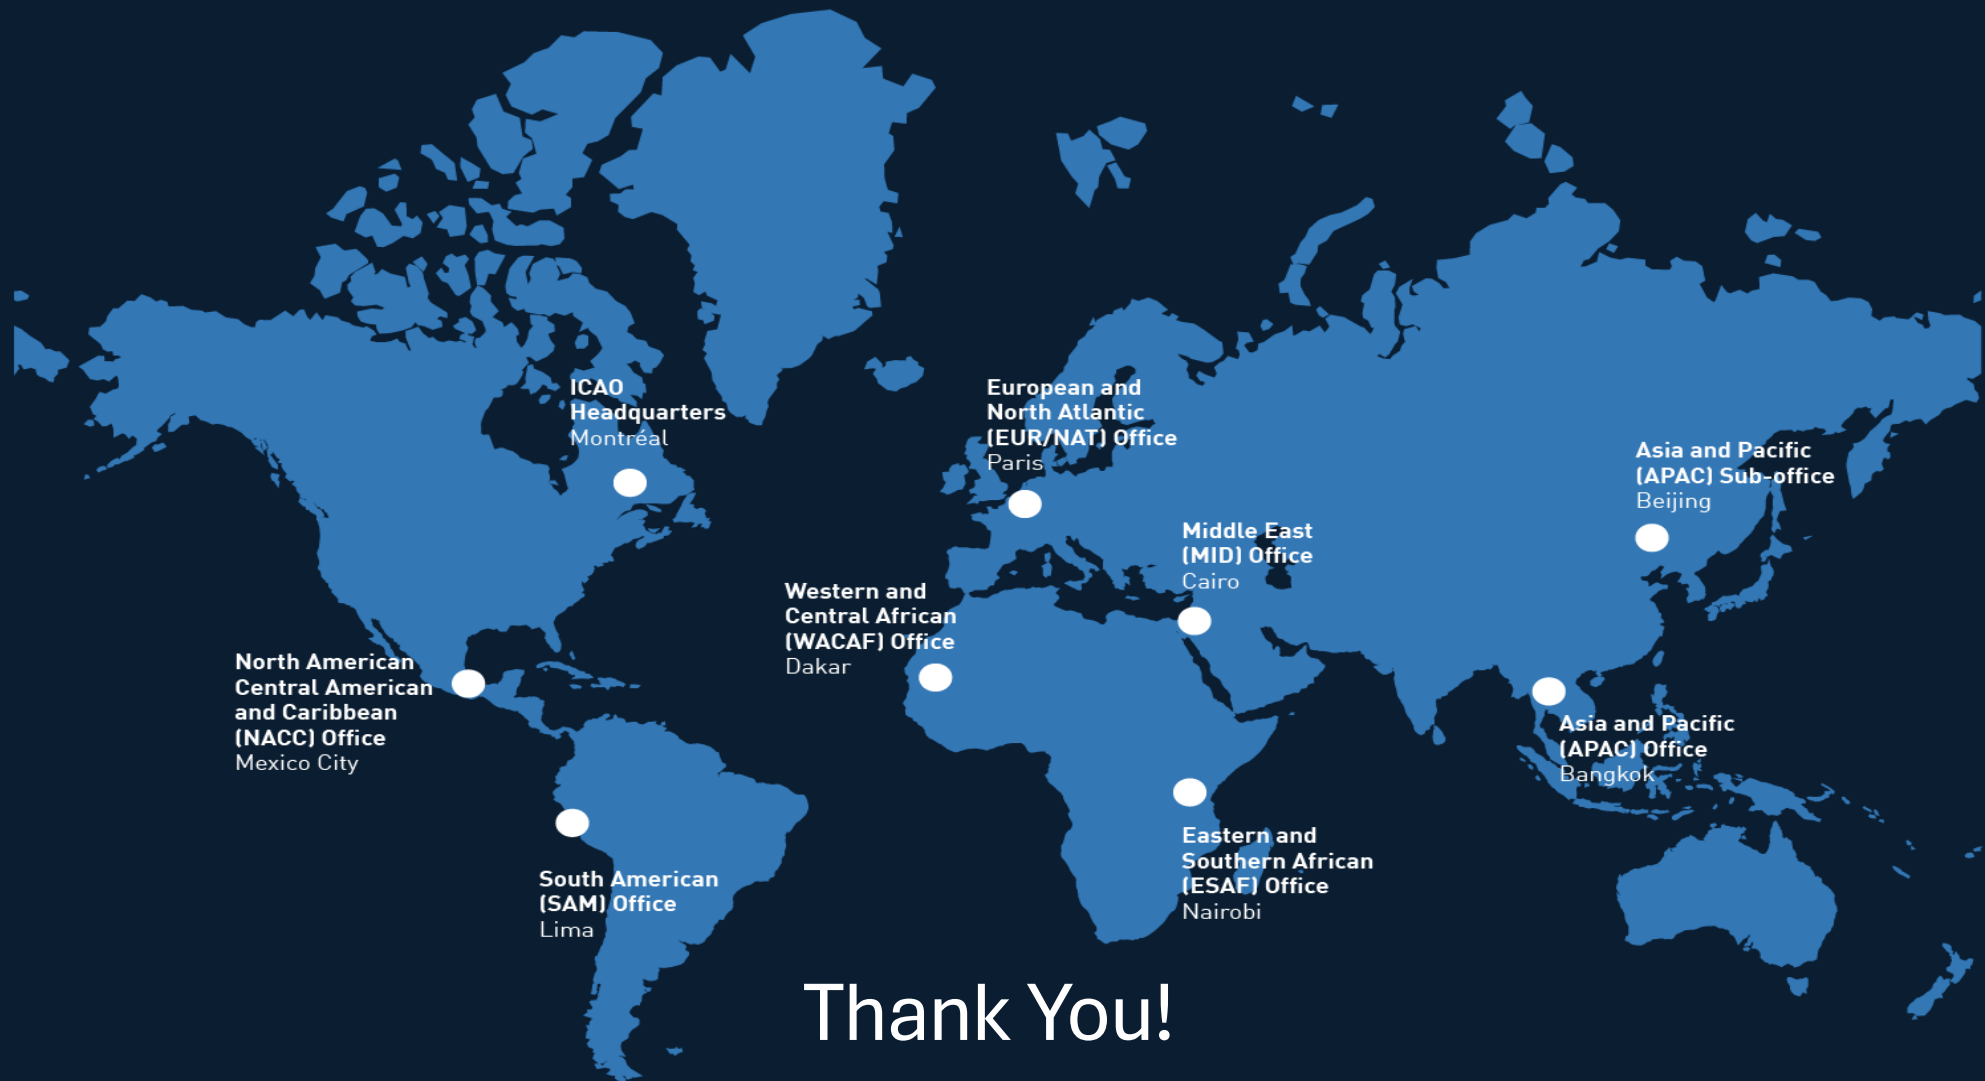 ICAO
Headquarters
Montréal
European and
North Atlantic
(EUR/NAT) Office
Paris
Asia and Pacific
(APAC) Sub-office
Beijing
Middle East
(MID) Office
Cairo
Western and
Central African
(WACAF) Office
Dakar
North American
Central American
and Caribbean
(NACC) Office
Mexico City
Asia and Pacific
(APAC) Office
Bangkok
Eastern and
Southern African
(ESAF) Office
Nairobi
South American
(SAM) Office
Lima
Thank You!